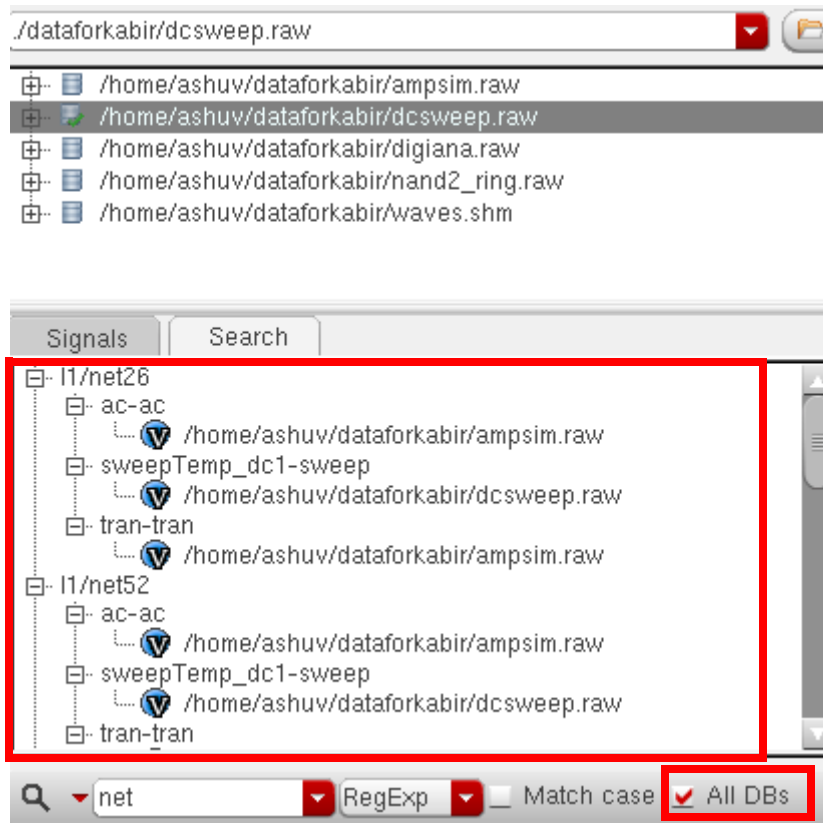 ./dataforkabir/dcsweep.raw
/home/ashuv/dataforkabir/ampsim.raw
/home/ashuv/dataforkabir/dcsweep.raw
/home/ashuv/dataforkabir/digiana.raw
/home/ashuv/dataforkabir/nand2_ring.raw
/home/ashuv/dataforkabir/waves.shm
Signals Search
I1/net26
ac-ac
/home/ashuv/dataforkabir/ampsim.raw
sweepTemp_dc1-sweep
/home/ashuv/dataforkabir/dcsweep.raw
tran-tran
/home/ashuv/dataforkabir/ampsim.raw
I1/net52
ac-ac
/home/ashuv/dataforkabir/ampsim.raw
sweepTemp_dc1-sweep
/home/ashuv/dataforkabir/dcsweep.raw
tran-tran
net RegExp Match case All DBs